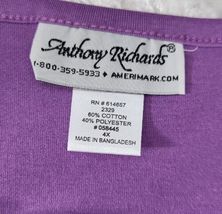 Anthony Richards®
1-800-359-5933 ♦ AMERIMARK.COM
RN # 614657
2329
60% COTTON
40% POLYESTER
# 058445
4X
MADE IN BANGLADESH